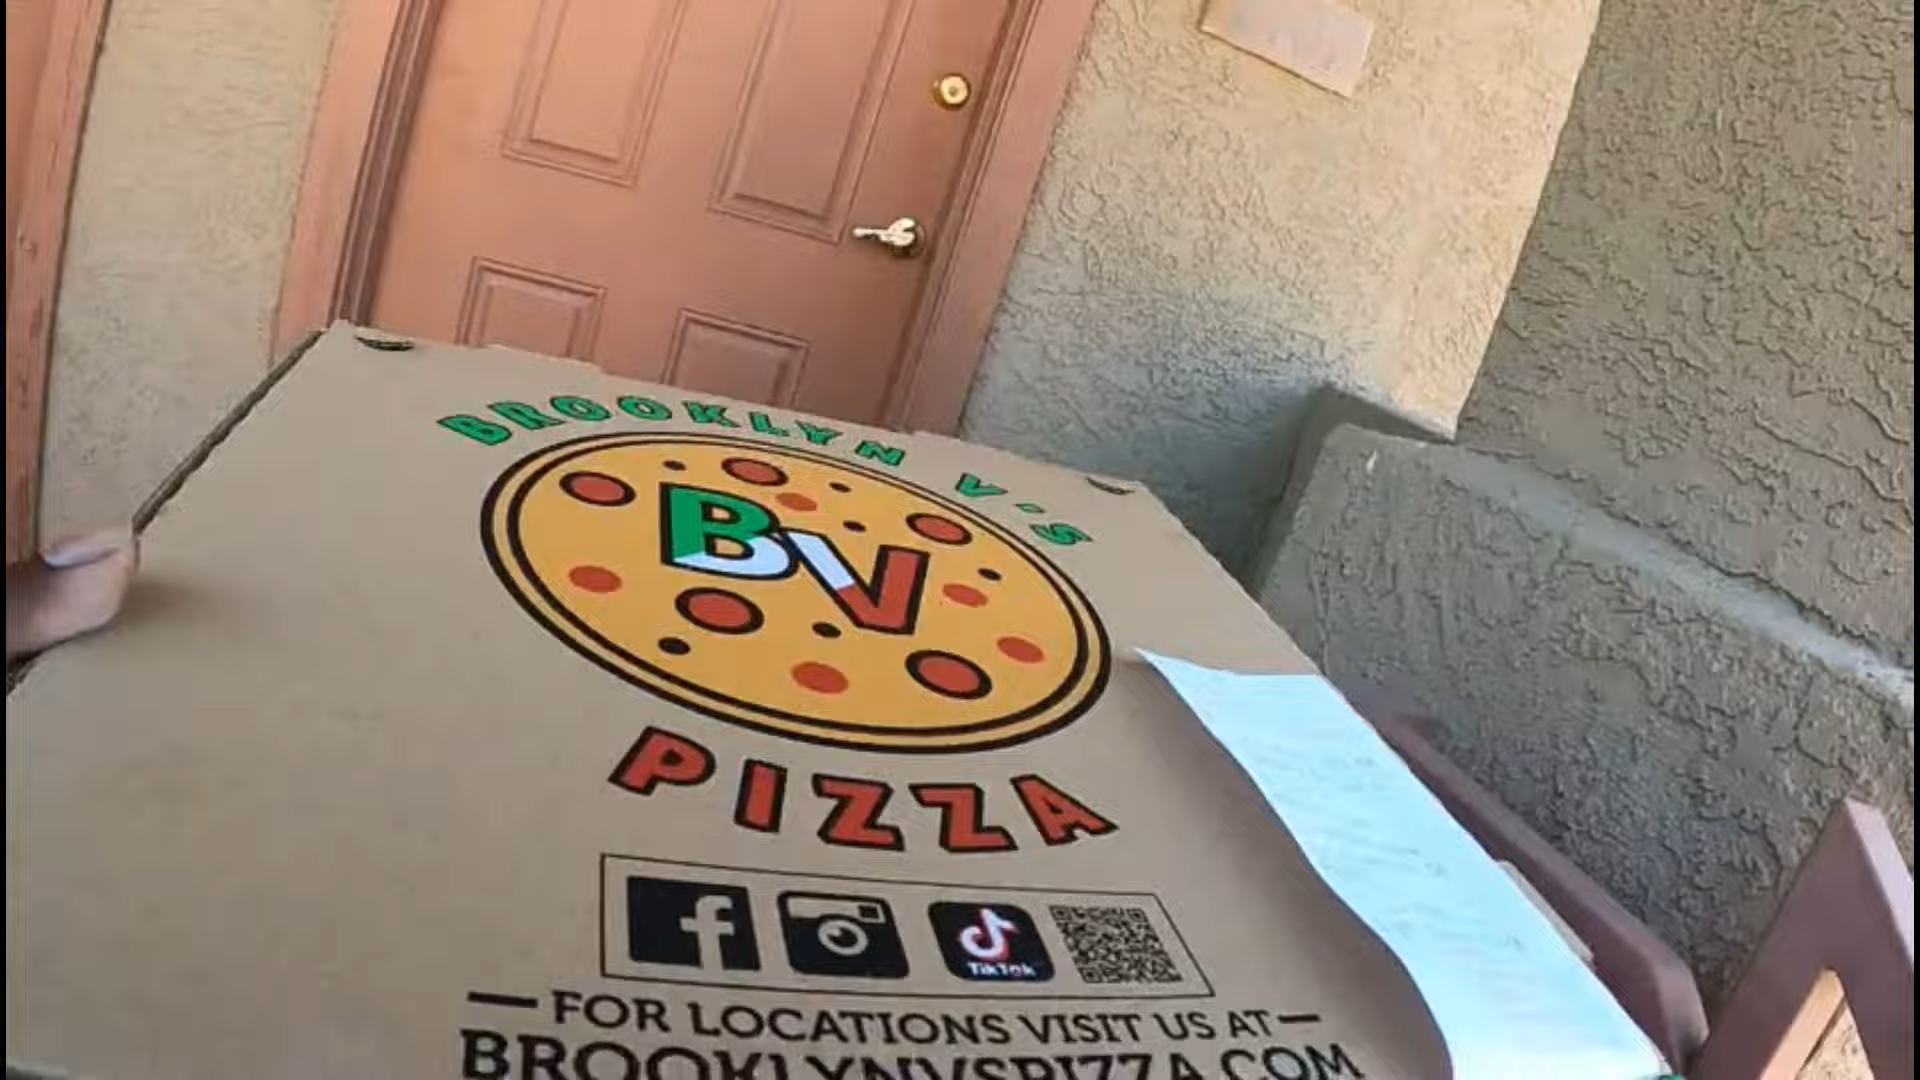 BROOKLYN V'S
BV
PIZZA
TikTok
FOR LOCATIONS VISIT US AT
BROOKLYNVSPIZZA.COM